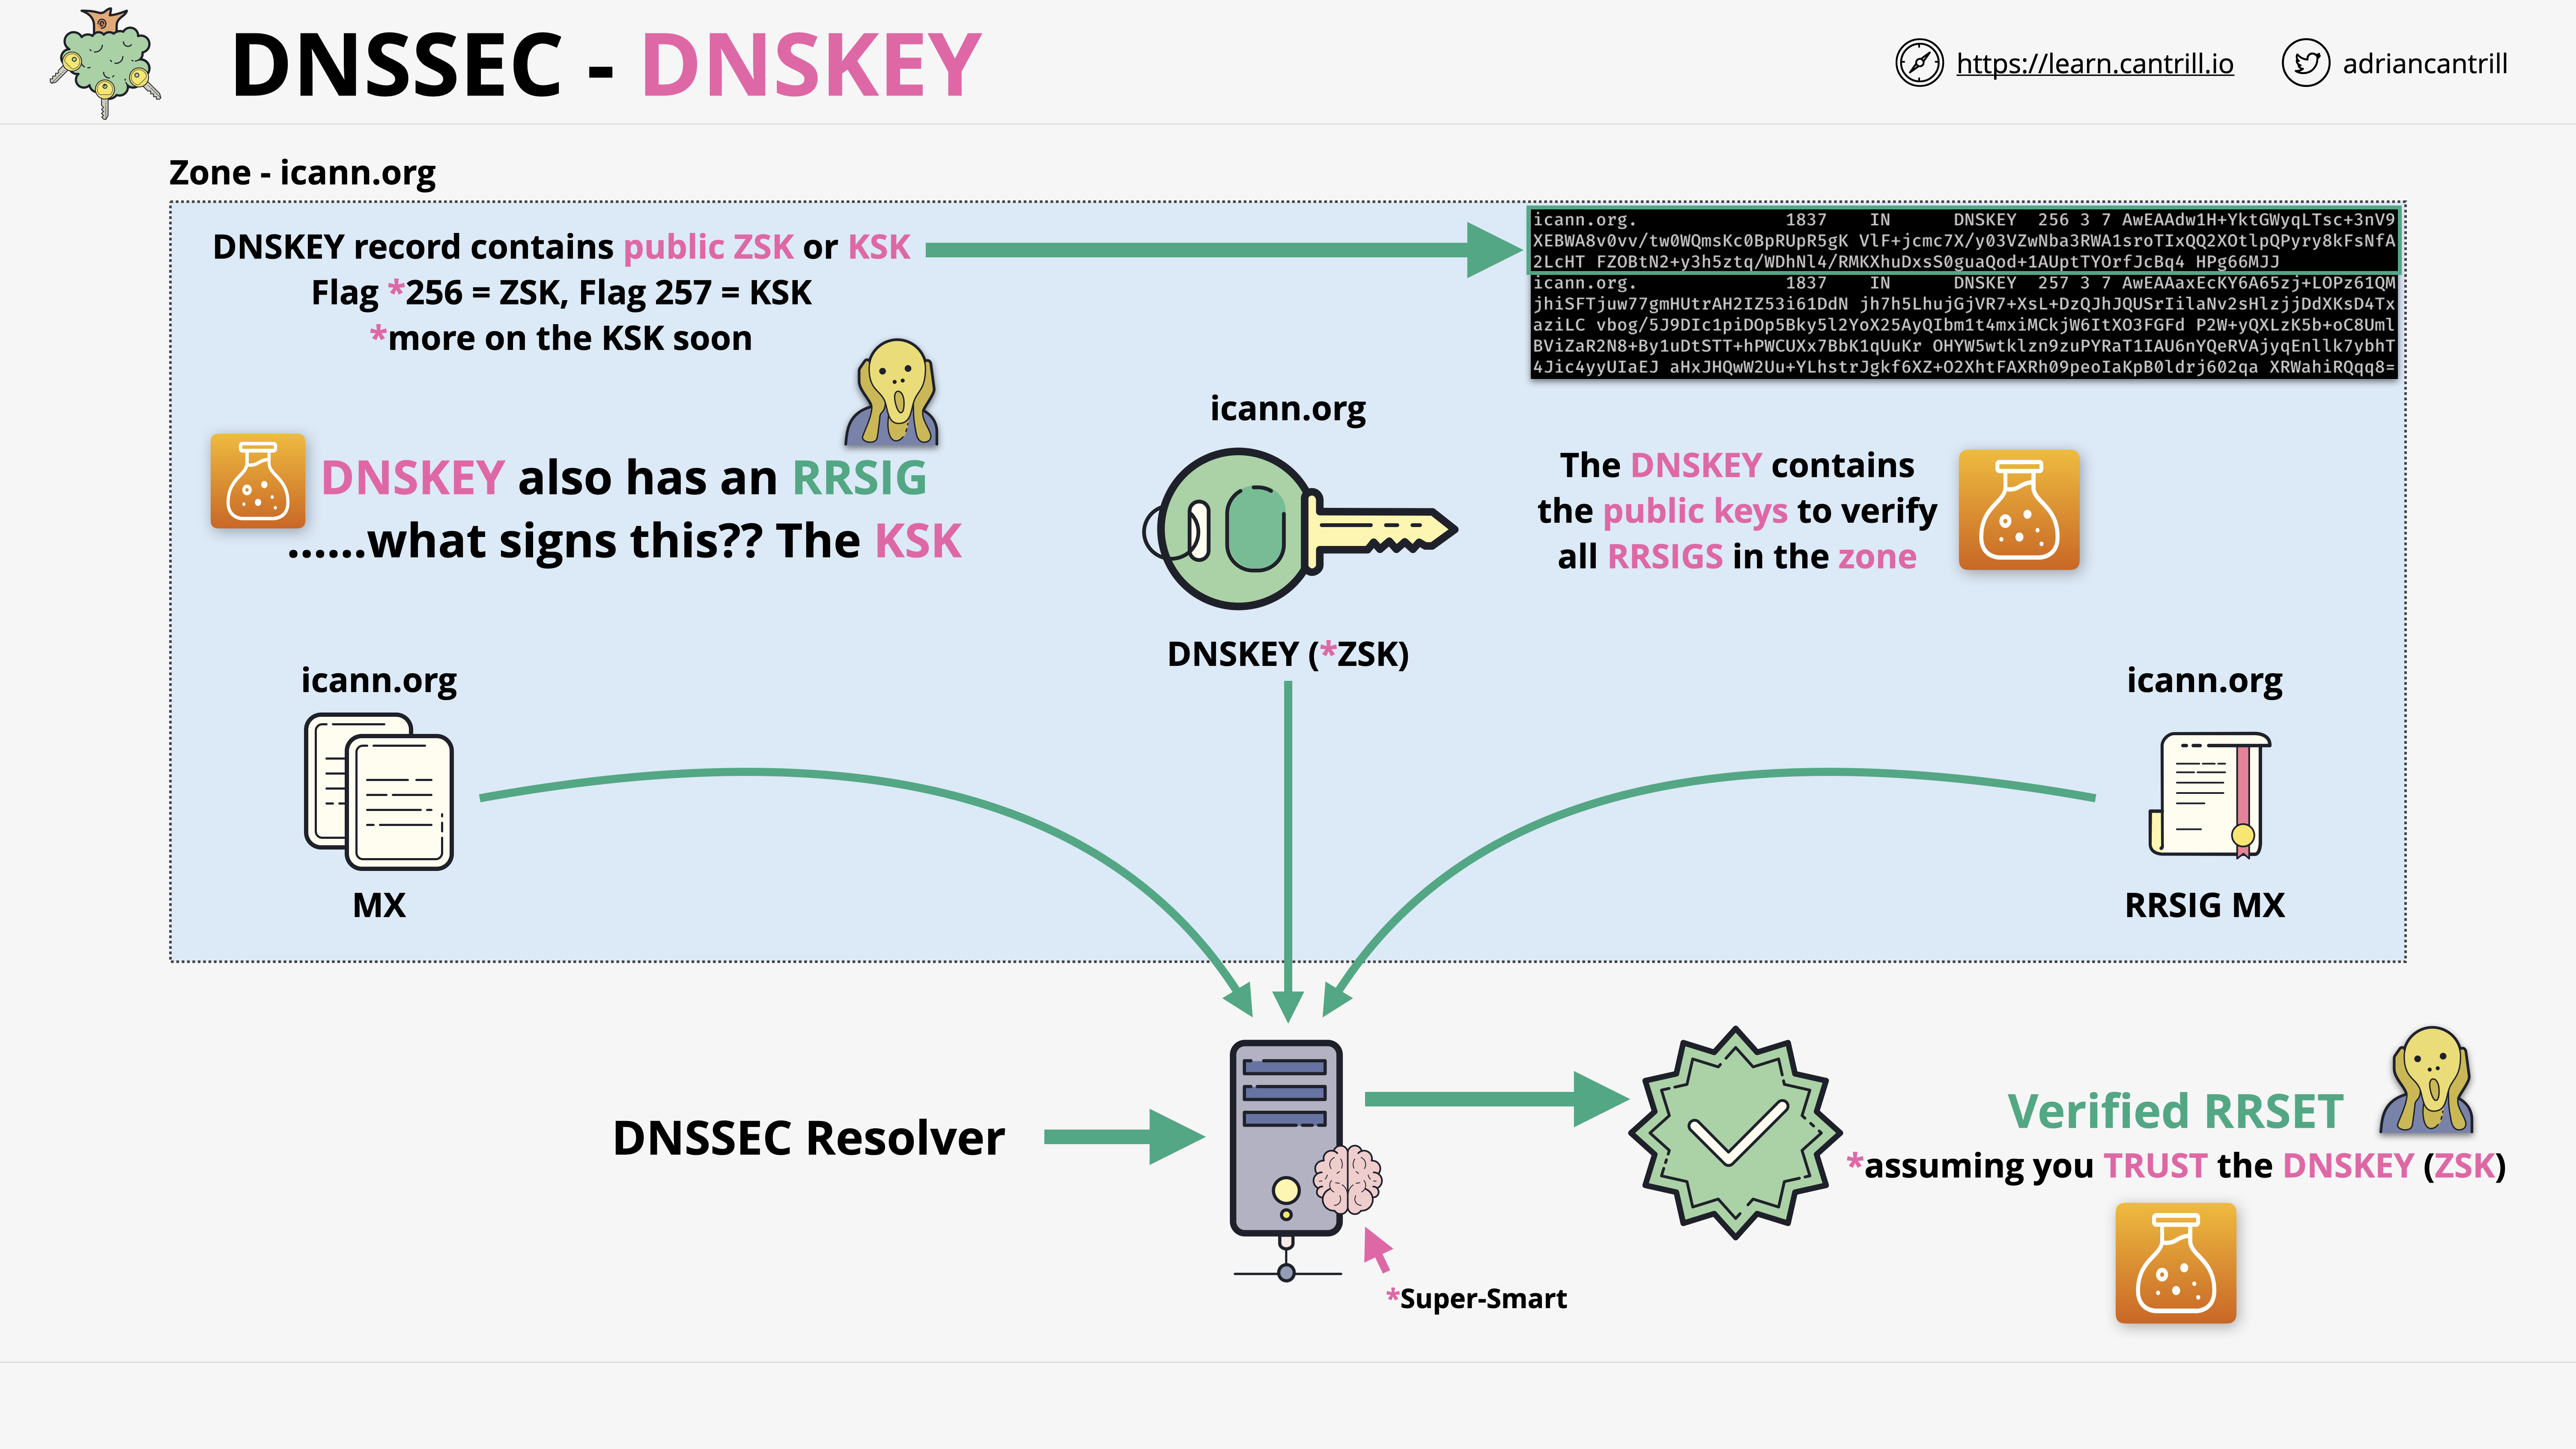 DNSSEC - DNSKEY
https://learn.cantrill.io
adriancantrill
Zone - icann.org
DNSKEY record contains public ZSK or KSK
Flag *256 = ZSK, Flag 257 = KSK
*more on the KSK soon
icann.org. 1837 IN DNSKEY 256 3 7 AwEAAdw1H+YktGWyqLTsc+3nV9
XEBWA8v0vv/tw0WQmsKc0BpRUpR5gK VlF+jcmc7X/y03VZwNba3RWA1sroTIxQQ2XOtlpQPyry8kFsNfA
2LcHT FZOBtN2+y3h5ztq/WDhNl4/RMKXhuDxsS0guaQod+1AUptTYOrfJcBq4 HPg66MJJ
icann.org. 1837 IN DNSKEY 257 3 7 AwEAAaxEcKY6A65zj+LOPz61QM
jhiSFTjuw77gmHUtrAH2IZ53i61DdN jh7h5LhujGjVR7+XsL+DzQJhJQUSrIilaNv2sHlzjjDdXKsD4Tx
aziLC vbog/5J9DIc1piDOp5Bky5l2YoX25AyQIbm1t4mxiMCkjW6ItXO3FGFd P2W+yQXLzK5b+oC8Uml
BViZaR2N8+By1uDtSTT+hPWCUXx7BbK1qUuKr OHYW5wtklzn9zuPYRaT1IAU6nYQeRVAjyqEnllk7ybhT
4Jic4yyUIaEJ aHxJHQwW2Uu+YLhstrJgkf6XZ+O2XhtFAXRh09peoIaKpB0ldrj602qa XRWahiRQqq8=
DNSKEY also has an RRSIG
......what signs this?? The KSK
icann.org
DNSKEY (*ZSK)
The DNSKEY contains
the public keys to verify
all RRSIGS in the zone
icann.org
MX
icann.org
RRSIG MX
DNSSEC Resolver
*Super-Smart
Verified RRSET
*assuming you TRUST the DNSKEY (ZSK)